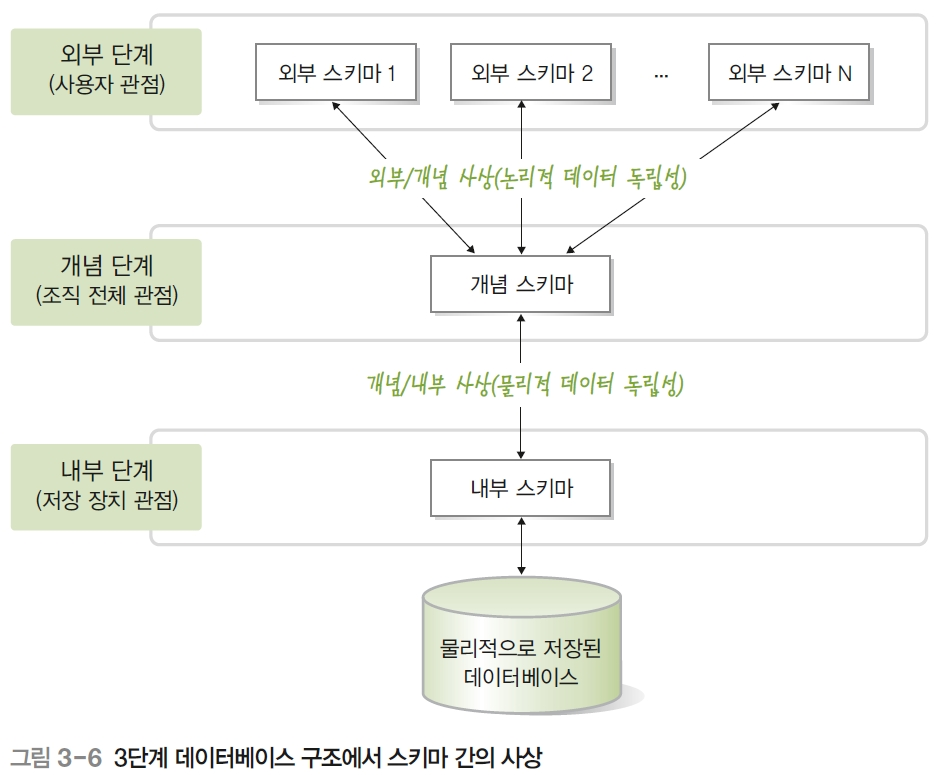 외부 단계
(사용자 관점)
외부 스키마 1
외부 스키마 2
...
외부 스키마 N
외부/개념 사상(논리적 데이터 독립성)
개념 단계
(조직 전체 관점)
개념 스키마
개념/내부 사상(물리적 데이터 독립성)
내부 단계
(저장 장치 관점)
내부 스키마
물리적으로 저장된
데이터베이스
그림 3-6 3단계 데이터베이스 구조에서 스키마 간의 사상